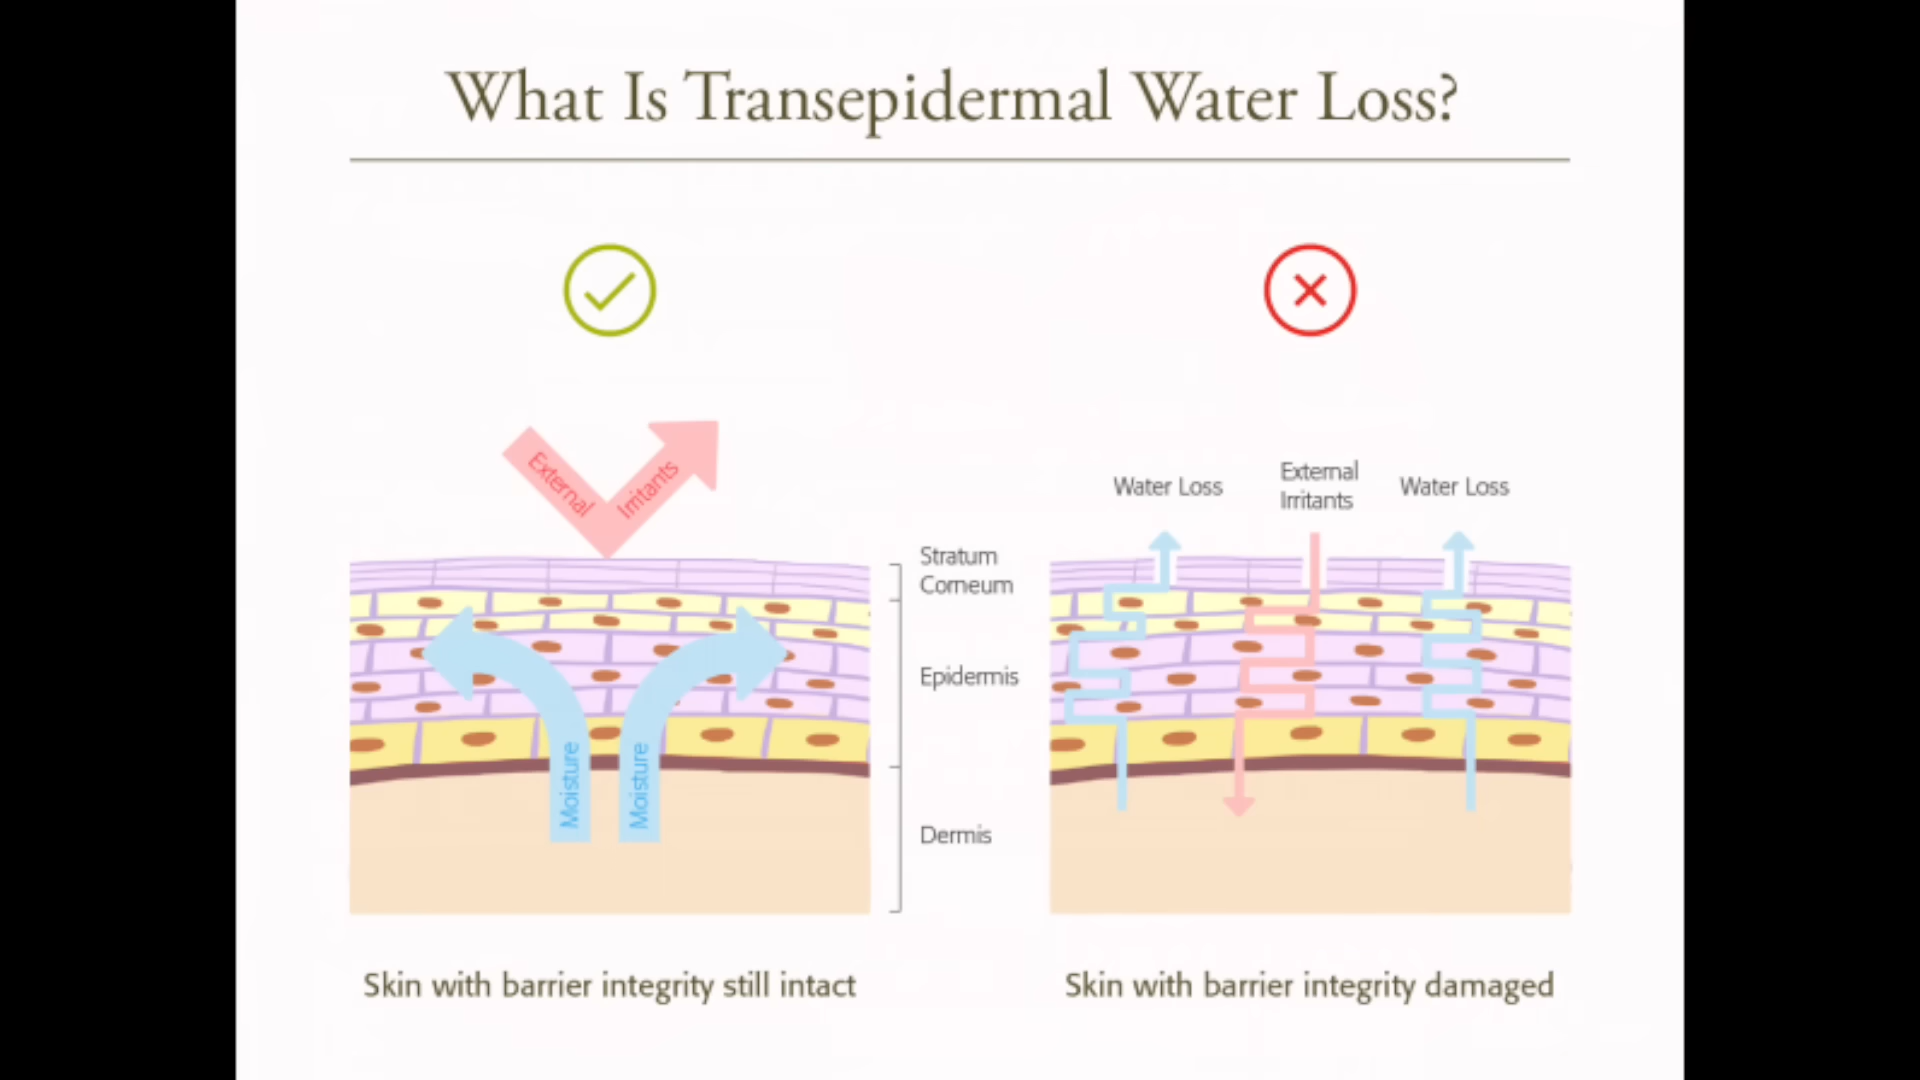 What Is Transepidermal Water Loss?
External
Irritants
Moisture
Moisture
Stratum
Corneum
Epidermis
Dermis
Water Loss
External
Irritants
Water Loss
Skin with barrier integrity still intact
Skin with barrier integrity damaged